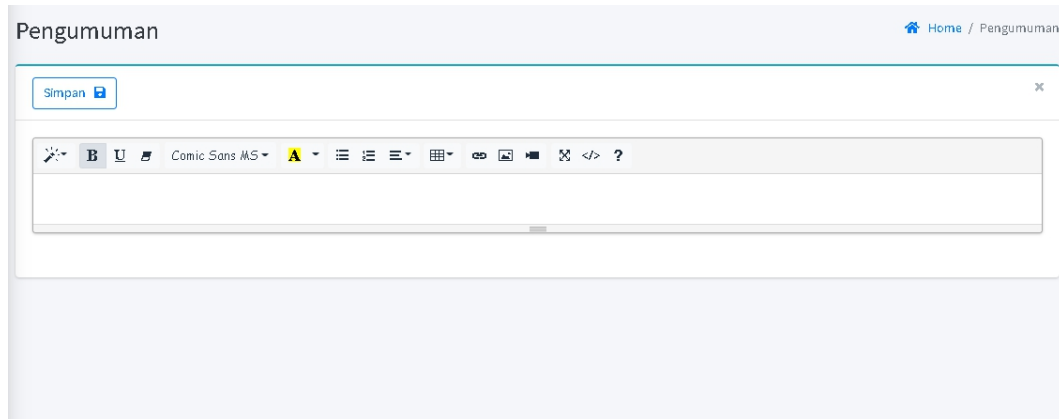 Pengumuman
Home / Pengumuman
Simpan
×
B U Comic Sans MS A </> ?